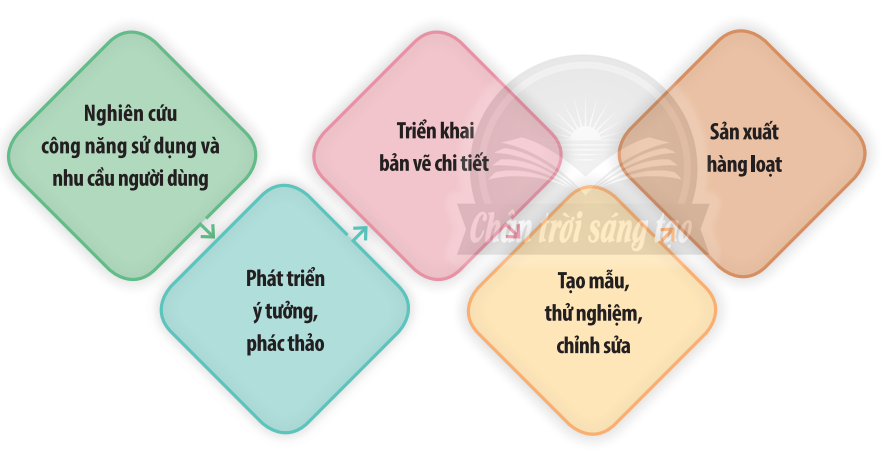 Nghiên cứu
công năng sử dụng và
nhu cầu người dùng
Phát triển
ý tưởng,
phác thảo
Triển khai
bản vẽ chi tiết
Tạo mẫu,
thử nghiệm,
chỉnh sửa
Sản xuất
hàng loạt
Chân trời sáng tạo